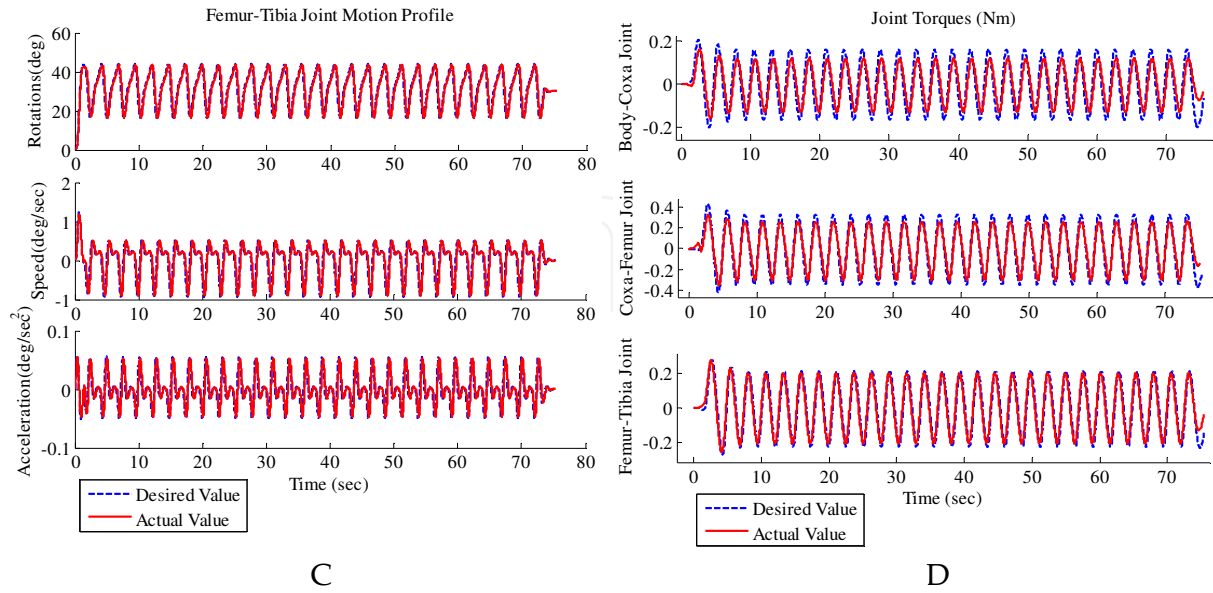 Femur-Tibia Joint Motion Profile
Rotations(deg)
60
40
20
0
0 10 20 30 40 50 60 70 80
Speed(deg/sec)
2
1
0
-1
0 10 20 30 40 50 60 70 80
Acceleration(deg/sec²)
0.1
0
-0.1
0 10 20 30 40 50 60 70 80
Time (sec)
Desired Value
Actual Value
C
Joint Torques (Nm)
Body-Coxa Joint
0.2
0
-0.2
0 10 20 30 40 50 60 70
Coxa-Femur Joint
0.4
0.2
0
-0.2
-0.4
0 10 20 30 40 50 60 70
Femur-Tibia Joint
0.2
0
-0.2
0 10 20 30 40 50 60 70
Time (sec)
Desired Value
Actual Value
D